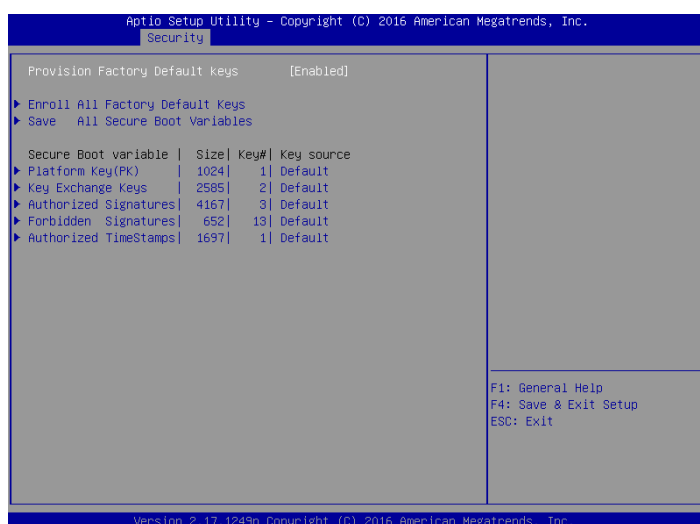 Aptio Setup Utility – Copyright (C) 2016 American Megatrends, Inc.
Security
Provision Factory Default keys [Enabled]
Enroll All Factory Default Keys
Save All Secure Boot Variables
Secure Boot variable | Size| Key#| Key source
Platform Key(PK) | 1024| 1| Default
Key Exchange Keys | 2585| 2| Default
Authorized Signatures| 4167| 3| Default
Forbidden Signatures| 652| 13| Default
Authorized TimeStamps| 1697| 1| Default
F1: General Help
F4: Save & Exit Setup
ESC: Exit
Version 2.17.1249n Copyright (C) 2016 American Megatrends, Inc.